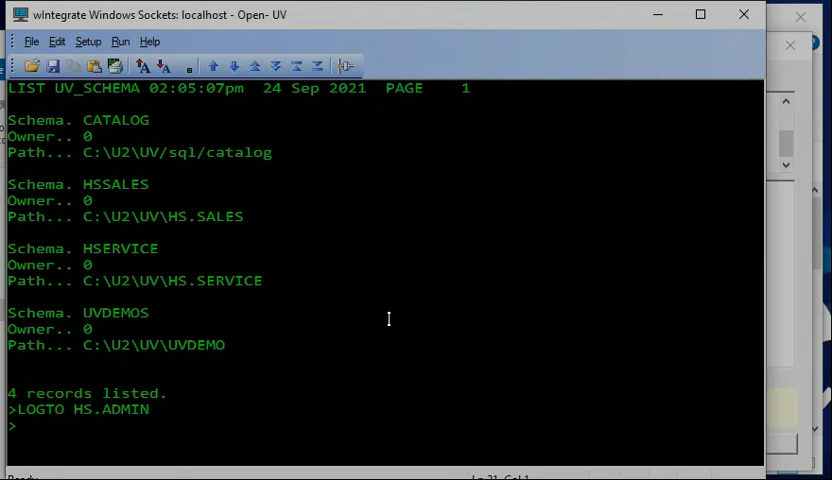 wIntegrate Windows Sockets: localhost - Open- UV
File Edit Setup Run Help
LIST UV_SCHEMA 02:05:07pm 24 Sep 2021 PAGE 1
Schema. CATALOG
Owner.. 0
Path... C:\U2\UV/sql/catalog
Schema. HSSALES
Owner.. 0
Path... C:\U2\UV\HS.SALES
Schema. HSERVICE
Owner.. 0
Path... C:\U2\UV\HS.SERVICE
Schema. UVDEMOS
Owner.. 0
Path... C:\U2\UV\UVDEMO
4 records listed.
>LOGTO HS.ADMIN
>